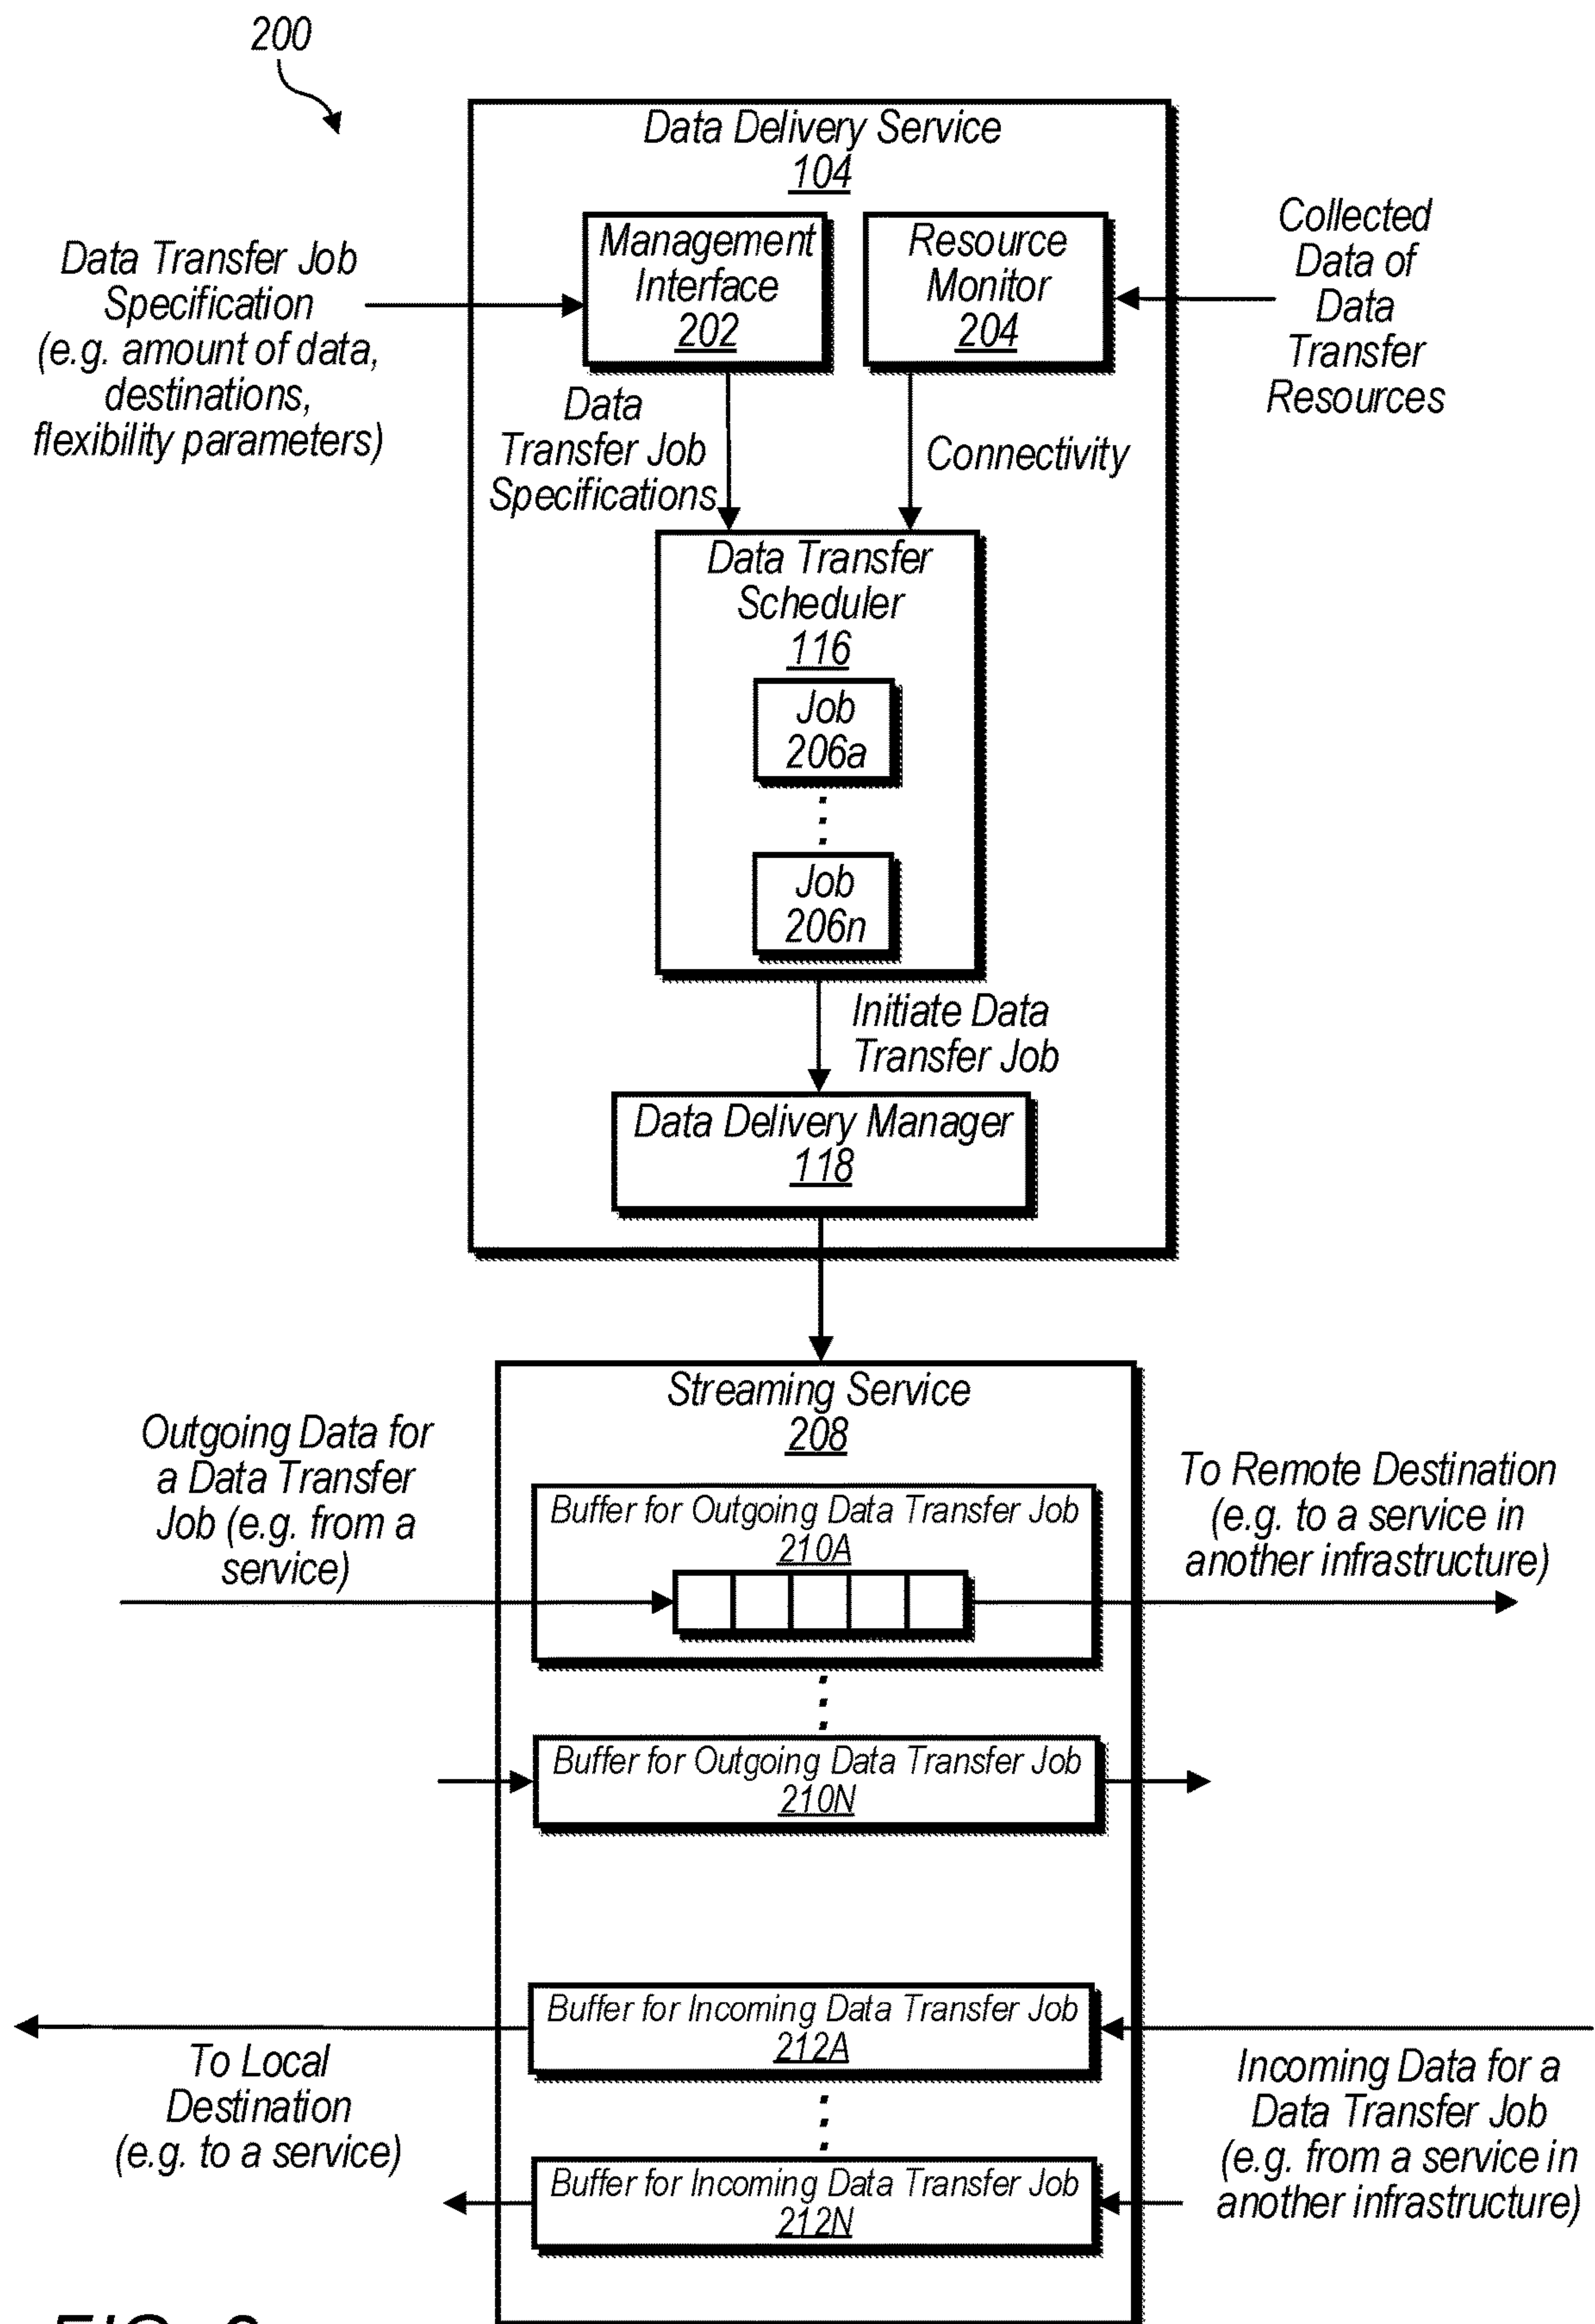 200
Data Delivery Service
104
Management
Interface
202
Resource
Monitor
204
Data Transfer Job
Specification
(e.g. amount of data,
destinations,
flexibility parameters)
Collected
Data of
Data
Transfer
Resources
Data
Transfer Job
Specifications
Connectivity
Data Transfer
Scheduler
116
Job
206a
Job
206n
Initiate Data
Transfer Job
Data Delivery Manager
118
Streaming Service
208
Outgoing Data for
a Data Transfer
Job (e.g. from a
service)
Buffer for Outgoing Data Transfer Job
210A
To Remote Destination
(e.g. to a service in
another infrastructure)
Buffer for Outgoing Data Transfer Job
210N
Buffer for Incoming Data Transfer Job
212A
To Local
Destination
(e.g. to a service)
Incoming Data for a
Data Transfer Job
(e.g. from a service in
another infrastructure)
Buffer for Incoming Data Transfer Job
212N